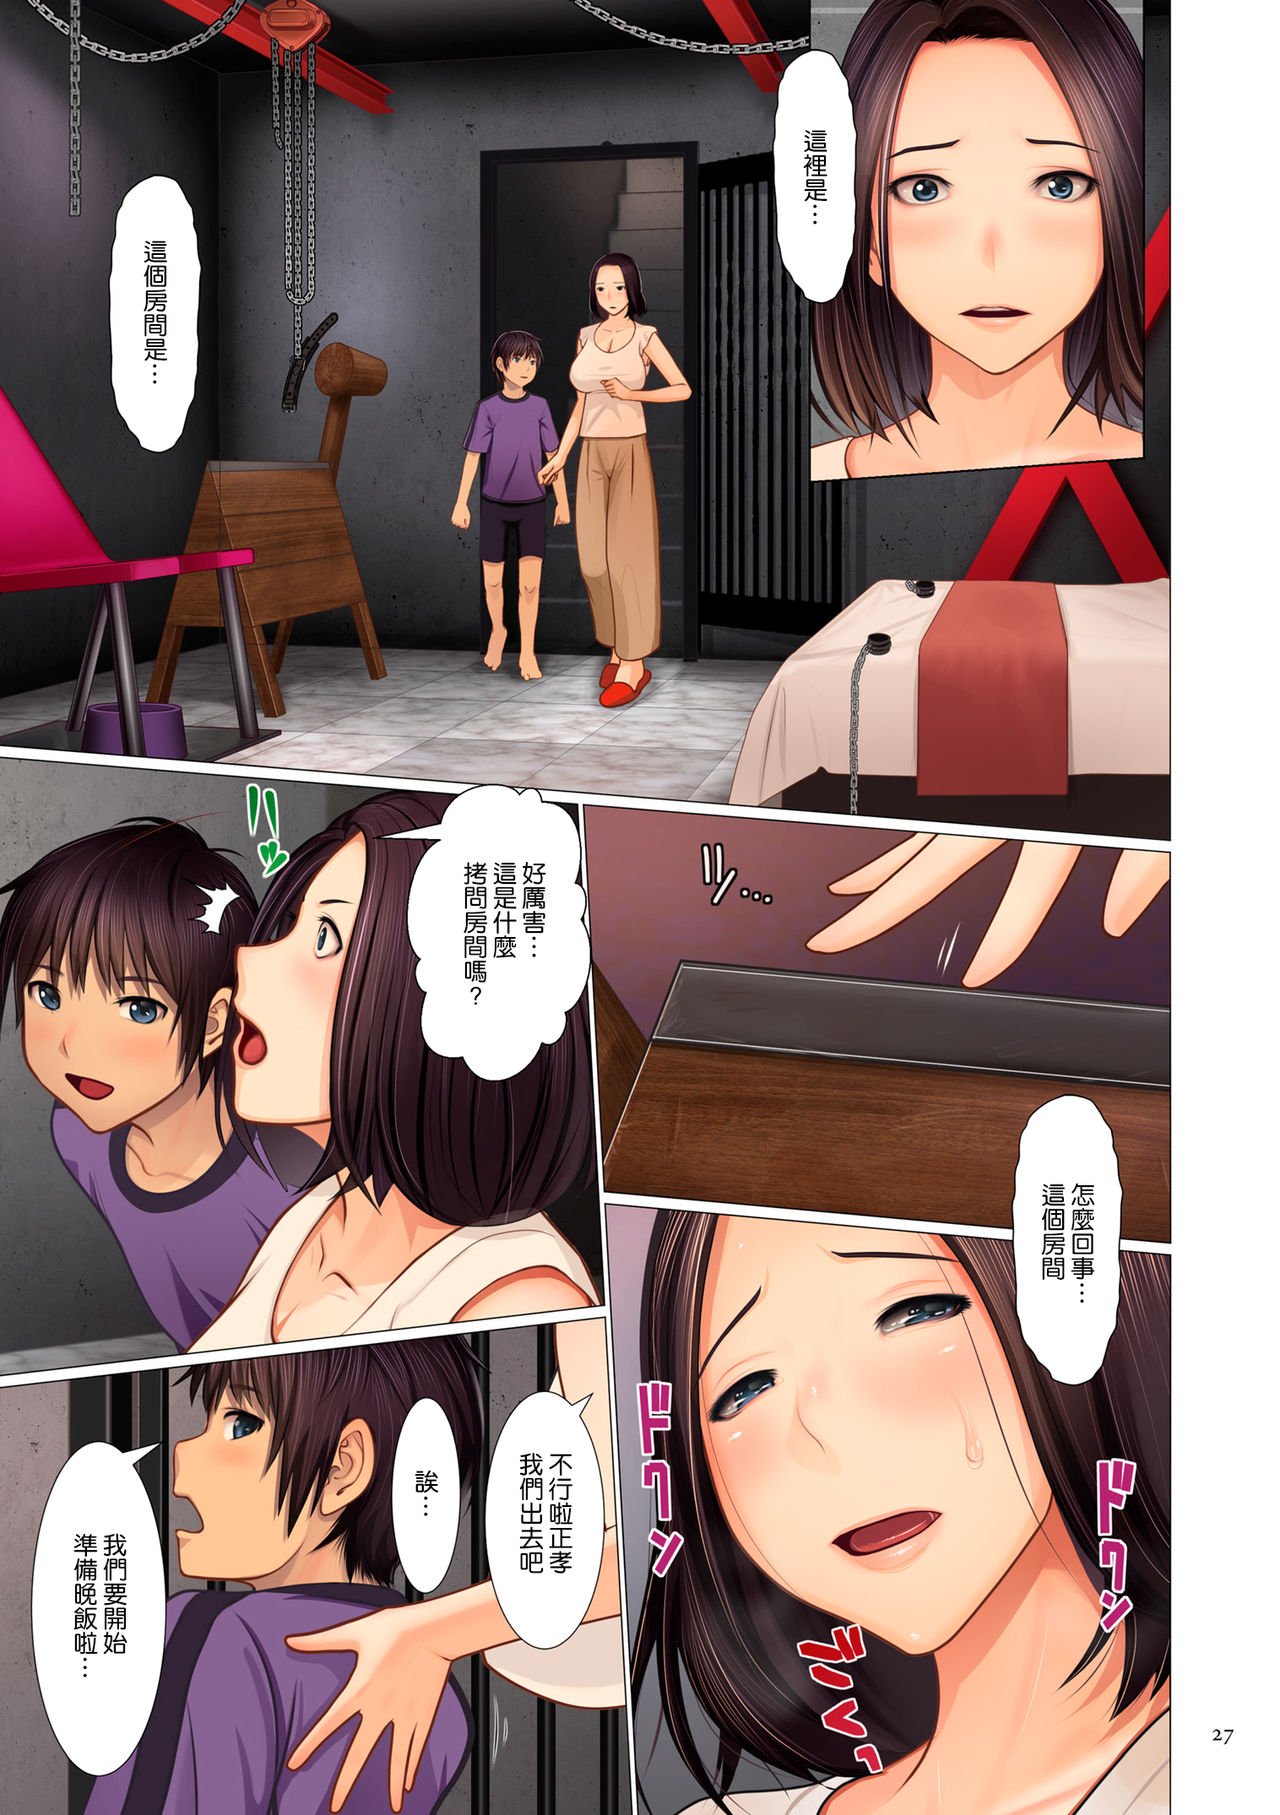 這裡是…
這個房間是…
ソッ…
怎麼回事…
這個房間
好厲害…
這是什麼
拷問房間嗎？
ハッ
ドクン
ドクン
不行啦正孝
我們出去吧
誒…
我們要開始
準備晚飯啦…
27